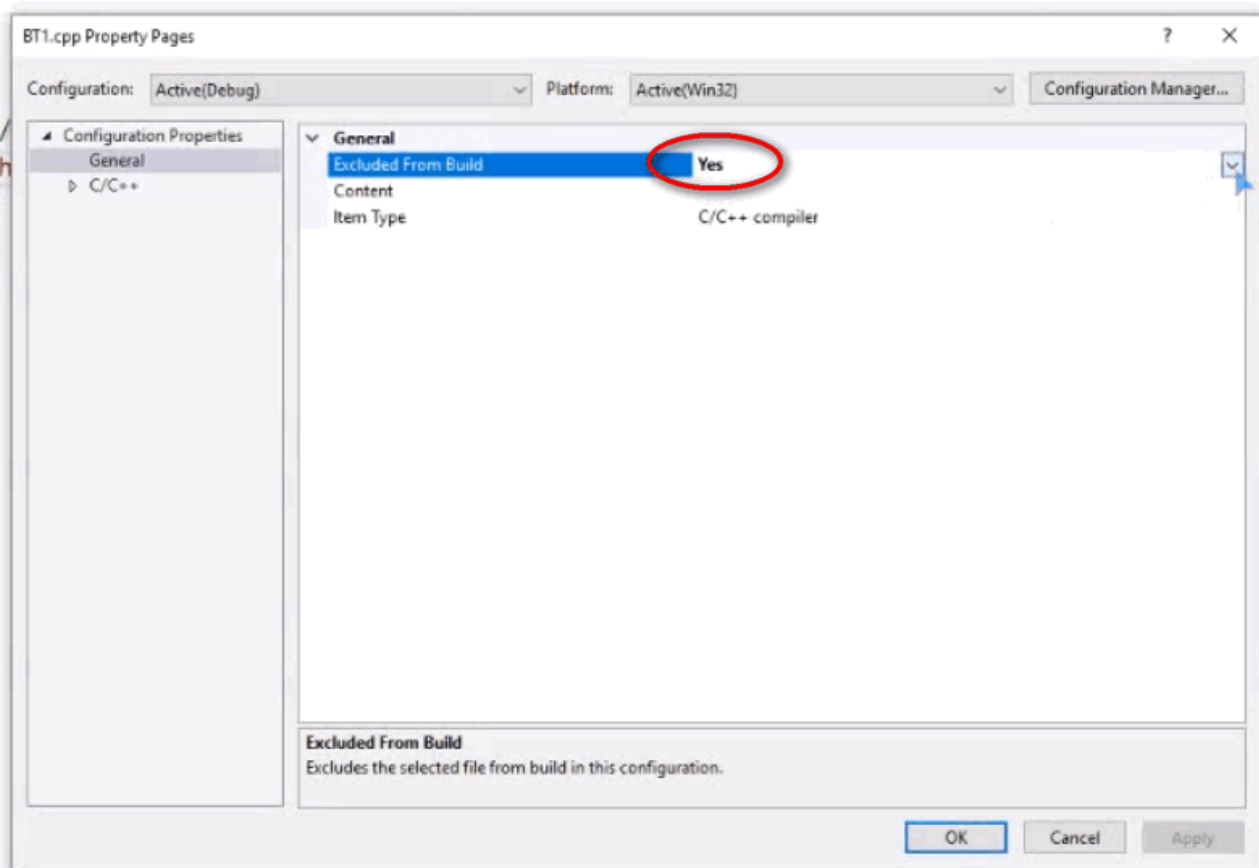 BT1.cpp Property Pages ?
Configuration: Active(Debug) Platform: Active(Win32) Configuration Manager...
Configuration Properties
General
C/C++
General
Excluded From Build Yes
Content
Item Type C/C++ compiler
Excluded From Build
Excludes the selected file from build in this configuration.
OK Cancel Apply